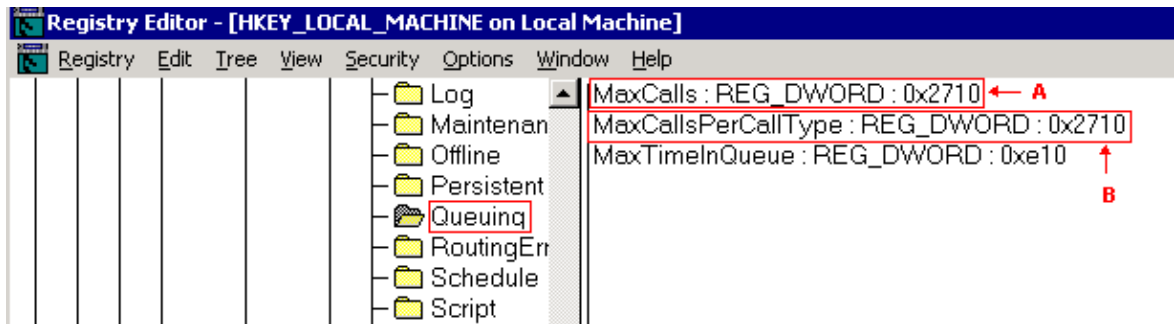 Registry Editor - [HKEY_LOCAL_MACHINE on Local Machine]
Registry Edit Tree View Security Options Window Help
Log
Maintenan
Offline
Persistent
Queuing
RoutingErr
Schedule
Script
MaxCalls : REG_DWORD : 0x2710 A
MaxCallsPerCallType : REG_DWORD : 0x2710
MaxTimeInQueue : REG_DWORD : 0xe10
B